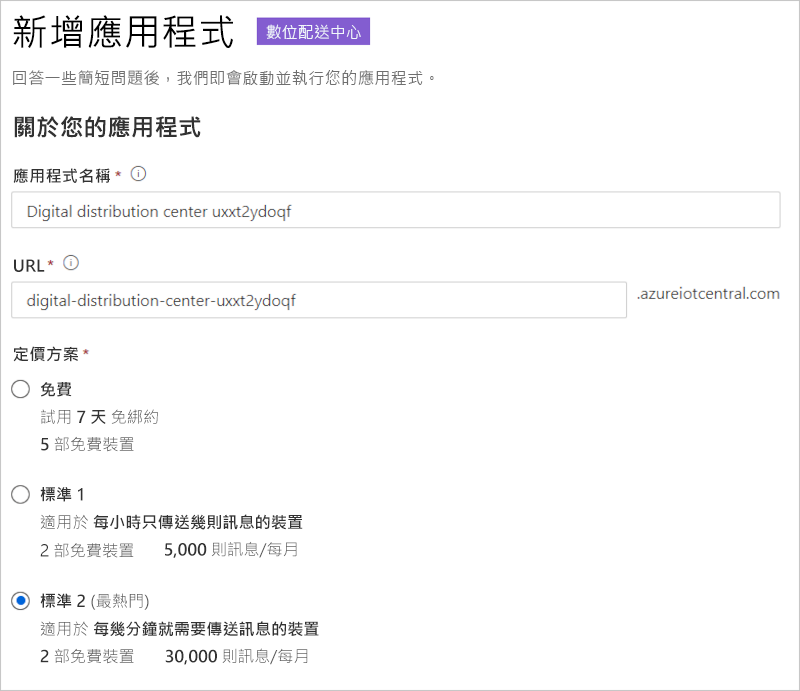 新增應用程式 數位配送中心
回答一些簡短問題後，我們即會啟動並執行您的應用程式。
關於您的應用程式
應用程式名稱 *
Digital distribution center uxxt2ydoqf
URL *
digital-distribution-center-uxxt2ydoqf .azureiotcentral.com
定價方案 *
免費
試用 7 天 免綁約
5 部免費裝置
標準 1
適用於 每小時只傳送幾則訊息的裝置
2 部免費裝置 5,000 則訊息/每月
標準 2 (最熱門)
適用於 每幾分鐘就需要傳送訊息的裝置
2 部免費裝置 30,000 則訊息/每月